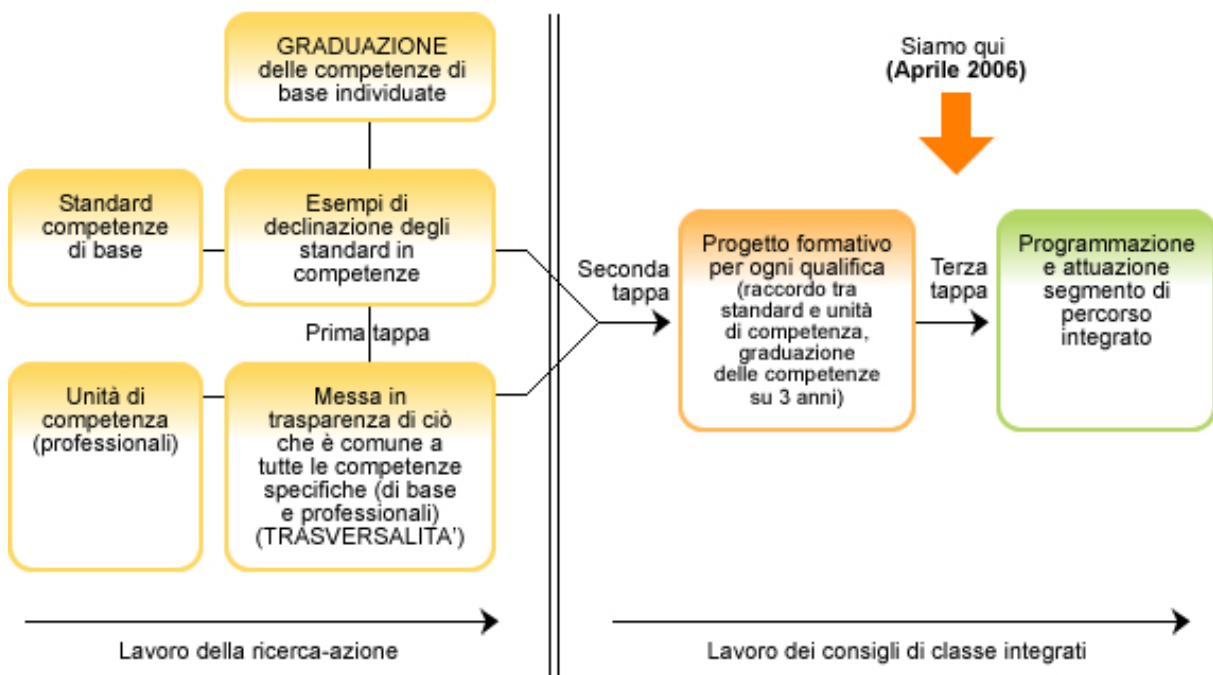 GRADUAZIONE
delle competenze di
base individuate
Siamo qui
(Aprile 2006)
Standard
competenze
di base
Esempi di
declinazione degli
standard in
competenze
Prima tappa
Unità di
competenza
(professionali)
Messa in
trasparenza di ciò
che è comune a
tutte le competenze
specifiche (di base
e professionali)
(TRASVERSALITA')
Seconda
tappa
Progetto formativo
per ogni qualifica
(raccordo tra
standard e unità
di competenza,
graduazione
delle competenze
su 3 anni)
Terza
tappa
Programmazione
e attuazione
segmento di
percorso
integrato
Lavoro della ricerca-azione
Lavoro dei consigli di classe integrati